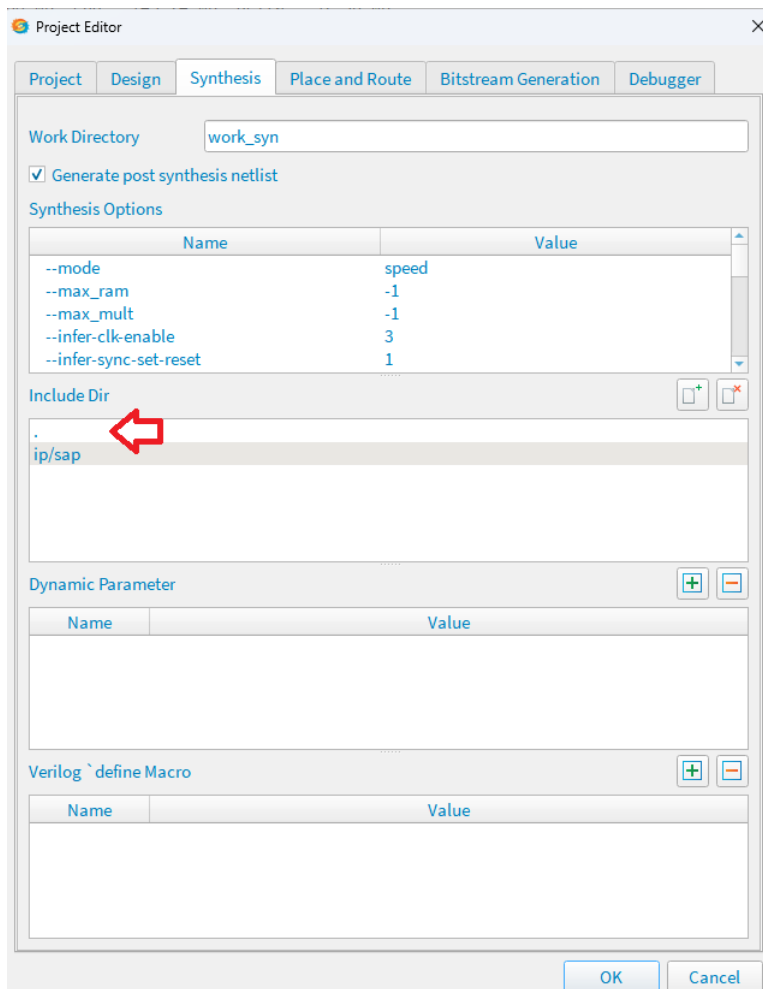 Project Editor
Project Design Synthesis Place and Route Bitstream Generation Debugger
Work Directory work_syn
Generate post synthesis netlist
Synthesis Options
Name Value
--mode speed
--max_ram -1
--max_mult -1
--infer-clk-enable 3
--infer-sync-set-reset 1
Include Dir
.
ip/sap
Dynamic Parameter
Name Value
Verilog `define Macro
Name Value
OK Cancel